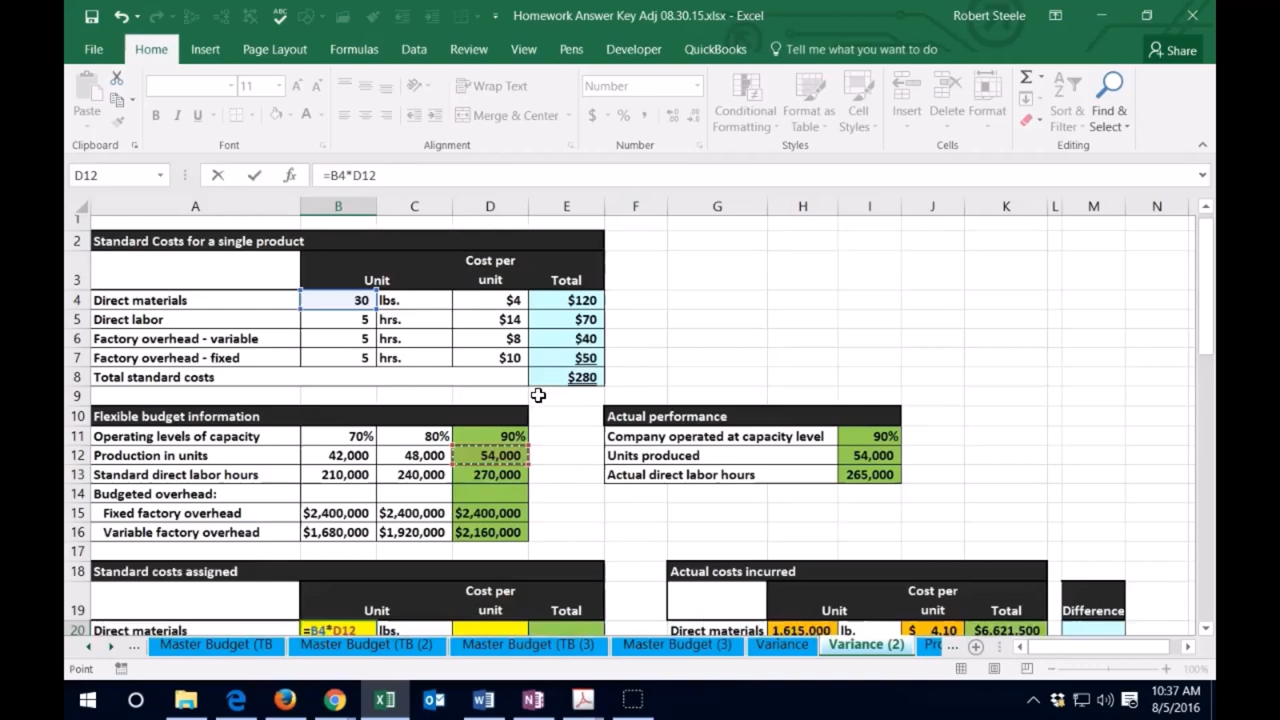 Homework Answer Key Adj 08.30.15.xlsx - Excel Robert Steele
File Home Insert Page Layout Formulas Data Review View Pens Developer QuickBooks Tell me what you want to do Share
11 A A Wrap Text Number
Paste B I U A Merge & Center $ % , Conditional Formatting Format as Table Cell Styles Insert Delete Format Sort & Filter Find & Select
Clipboard Font Alignment Number Styles Cells Editing
D12 fx =B4*D12
A B C D E F G H I J K L M N
1
2 Standard Costs for a single product
3 Unit Cost per unit Total
4 Direct materials 30 lbs. $4 $120
5 Direct labor 5 hrs. $14 $70
6 Factory overhead - variable 5 hrs. $8 $40
7 Factory overhead - fixed 5 hrs. $10 $50
8 Total standard costs $280
9
10 Flexible budget information Actual performance
11 Operating levels of capacity 70% 80% 90% Company operated at capacity level 90%
12 Production in units 42,000 48,000 54,000 Units produced 54,000
13 Standard direct labor hours 210,000 240,000 270,000 Actual direct labor hours 265,000
14 Budgeted overhead:
15 Fixed factory overhead $2,400,000 $2,400,000 $2,400,000
16 Variable factory overhead $1,680,000 $1,920,000 $2,160,000
17
18 Standard costs assigned Actual costs incurred
19 Unit Cost per unit Total Unit Cost per unit Total Difference
20 Direct materials =B4*D12 lbs. Direct materials 1,615,000 lb. $ 4.10 $6,621,500
... Master Budget (TB Master Budget (TB (2) Master Budget (TB (3) Master Budget (3) Variance Variance (2) Pr ...
Point 100%
10:37 AM
8/5/2016